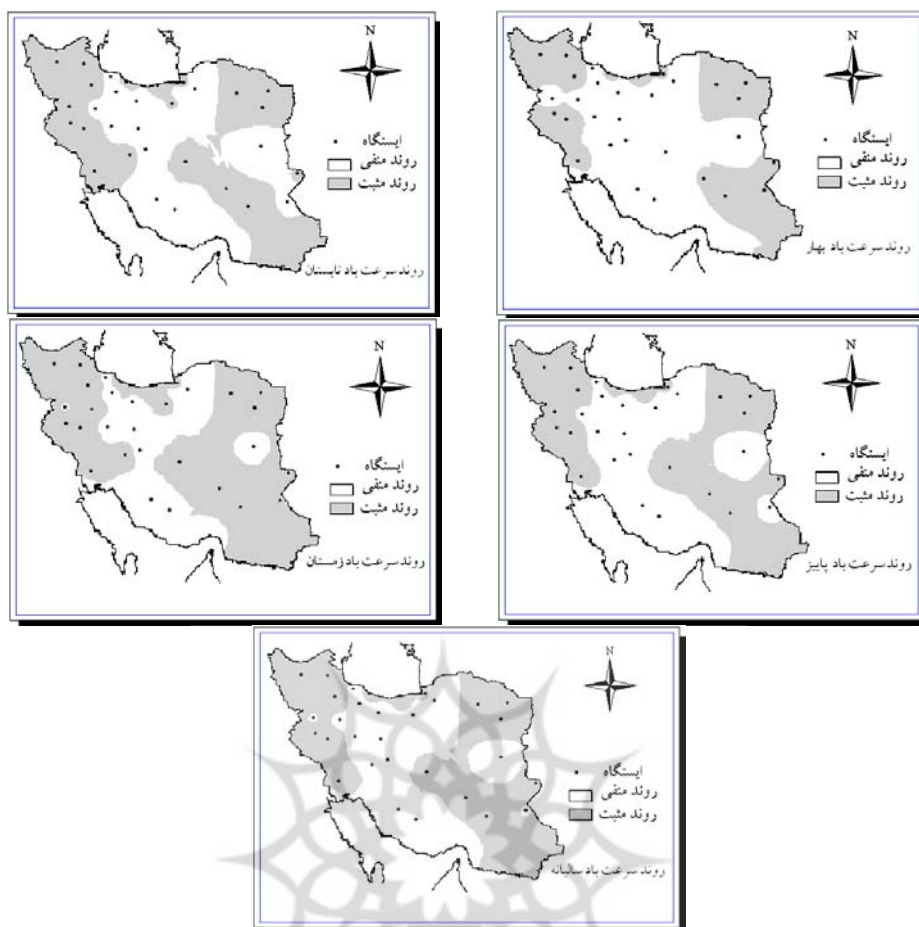 N
ایستگاه
روند منفی
روند مثبت
روند سرعت باد تابستان
N
ایستگاه
روند منفی
روند مثبت
روند سرعت باد بهار
N
ایستگاه
روند منفی
روند مثبت
روند سرعت باد زمستان
N
ایستگاه
روند منفی
روند مثبت
روند سرعت باد پاییز
N
ایستگاه
روند منفی
روند مثبت
روند سرعت باد سالیانه